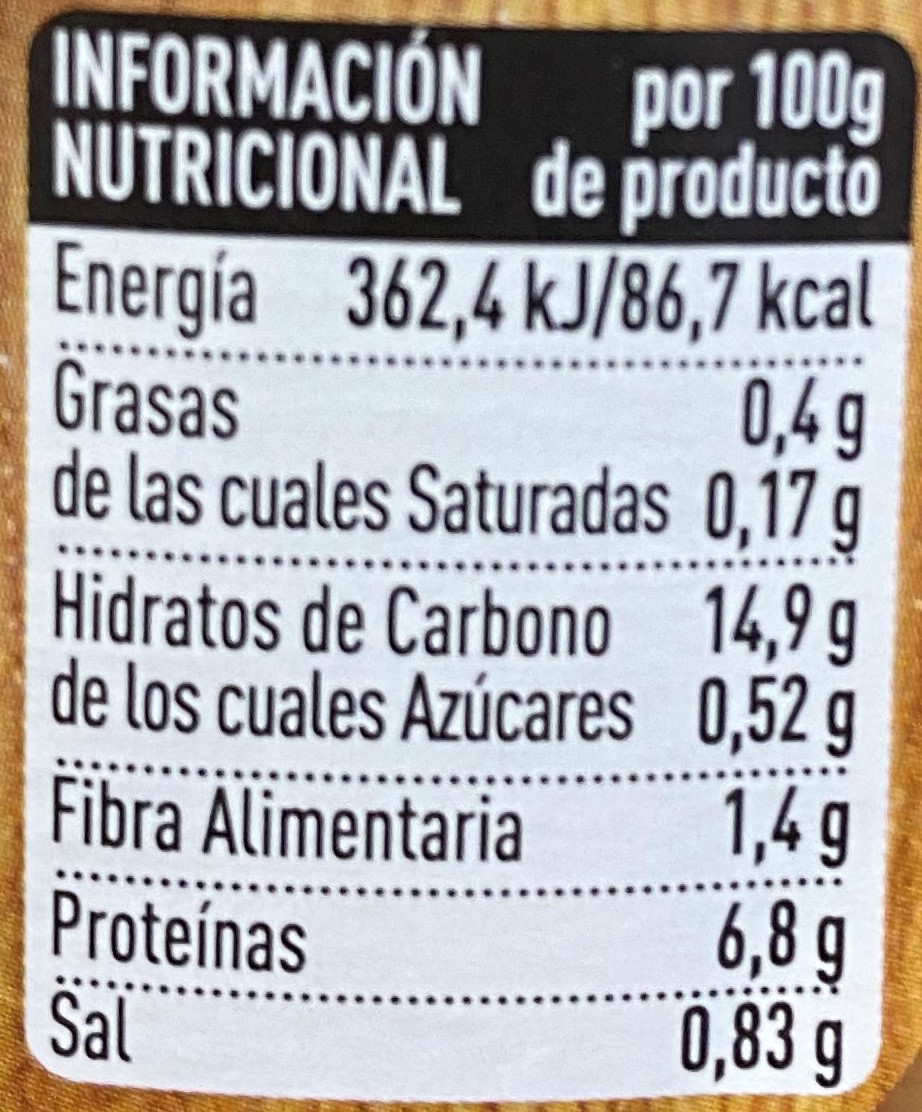 INFORMACIÓN por 100g
NUTRICIONAL de producto
Energía 362,4 kJ/86,7 kcal
Grasas 0,4 g
de las cuales Saturadas 0,17 g
Hidratos de Carbono 14,9 g
de los cuales Azúcares 0,52 g
Fibra Alimentaria 1,4 g
Proteínas 6,8 g
Sal 0,83 g